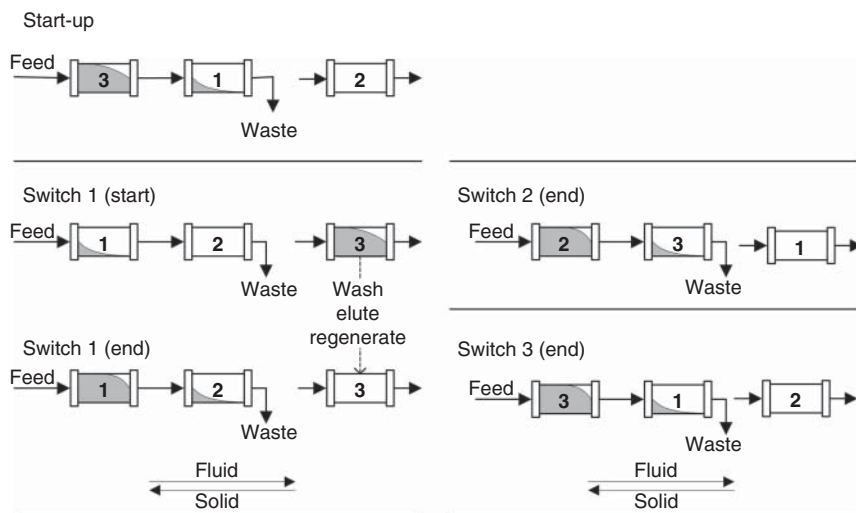 Start-up
Feed
3
1
2
Waste
Switch 1 (start)
Feed
1
2
3
Waste
Wash
elute
regenerate
Switch 1 (end)
Feed
1
2
3
Waste
Fluid
Solid
Switch 2 (end)
Feed
2
3
1
Waste
Switch 3 (end)
Feed
3
1
2
Waste
Fluid
Solid